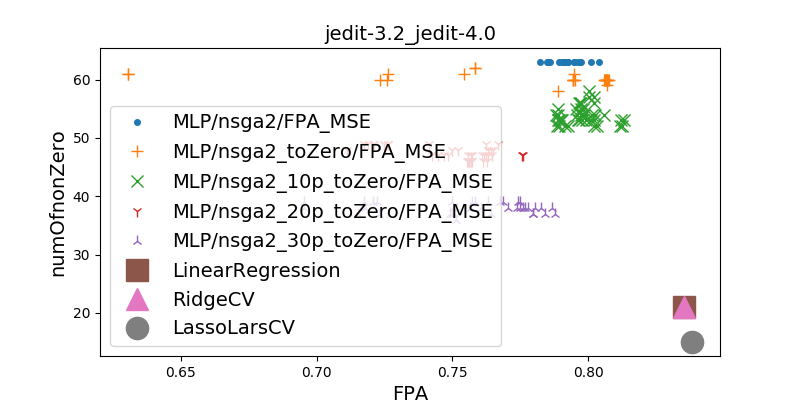 jedit-3.2_jedit-4.0
numOfnonZero
60
50
40
30
20
MLP/nsga2/FPA_MSE
MLP/nsga2_toZero/FPA_MSE
MLP/nsga2_10p_toZero/FPA_MSE
MLP/nsga2_20p_toZero/FPA_MSE
MLP/nsga2_30p_toZero/FPA_MSE
LinearRegression
RidgeCV
LassoLarsCV
0.65 0.70 0.75 0.80
FPA